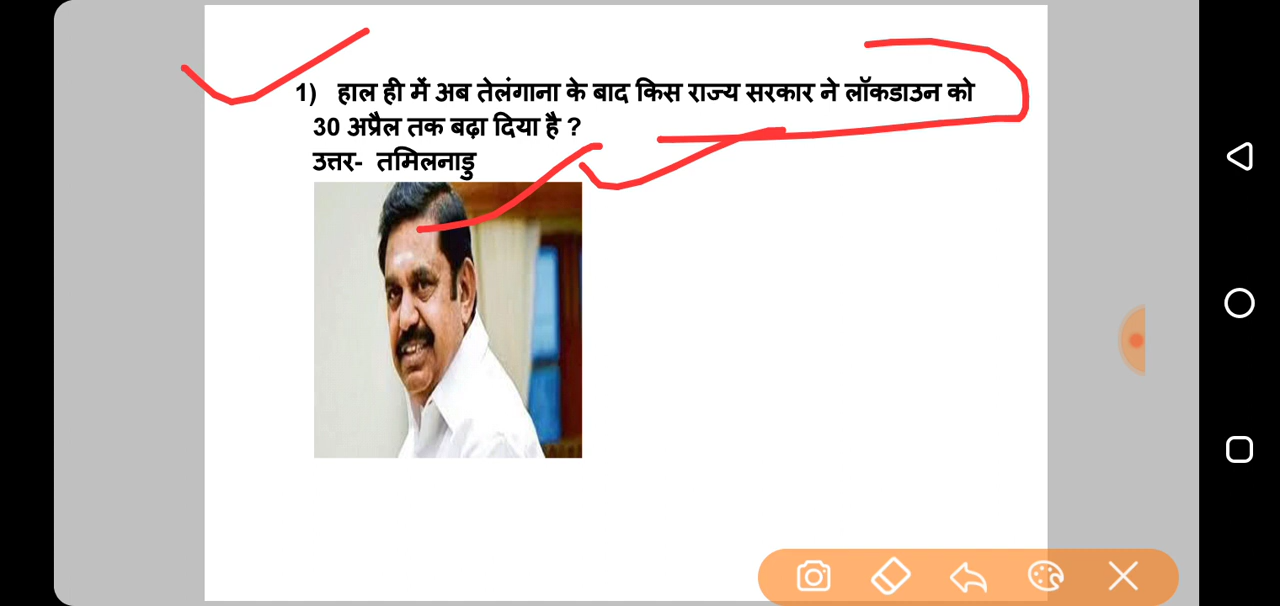 1) हाल ही में अब तेलंगाना के बाद किस राज्य सरकार ने लॉकडाउन को
30 अप्रैल तक बढ़ा दिया है ?
उत्तर- तमिलनाडु